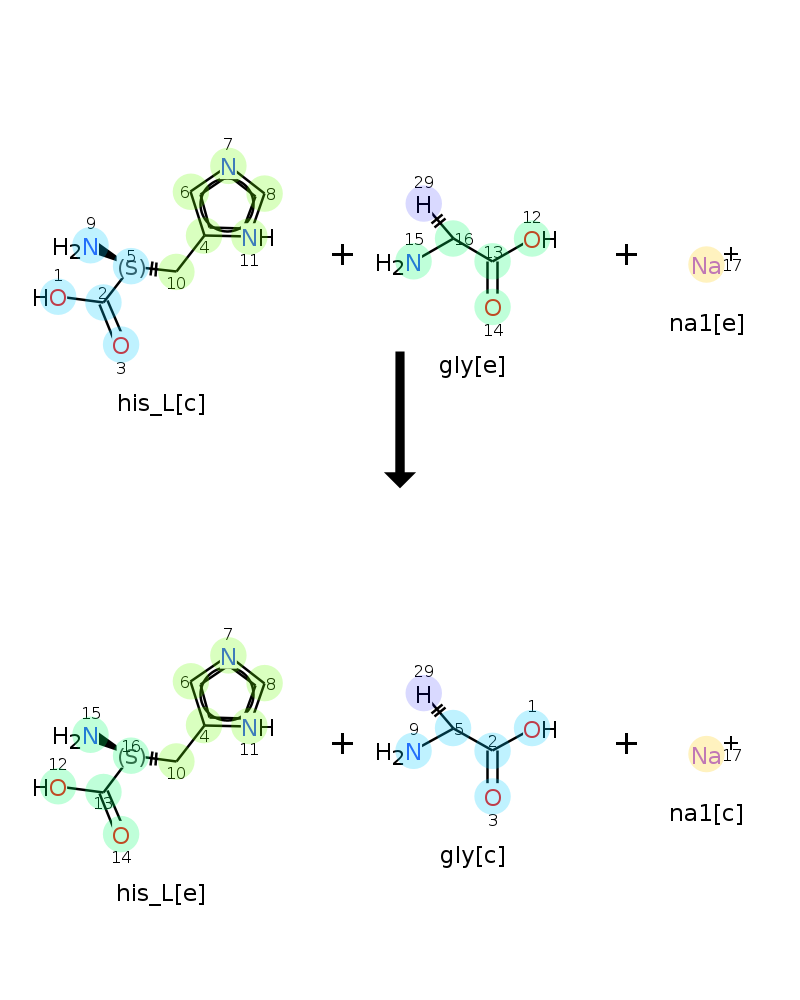 7
N
6
8
4
NH
11
9
H2N
5
(S)
10
1
HO
2
O
3
his_L[c]
+
29
H
12
OH
15
H2N
16
13
O
14
gly[e]
+
Na+
17
na1[e]
7
N
6
8
4
NH
11
15
H2N
16
(S)
10
12
HO
13
O
14
his_L[e]
+
29
H
1
OH
9
H2N
5
2
O
3
gly[c]
+
Na+
17
na1[c]